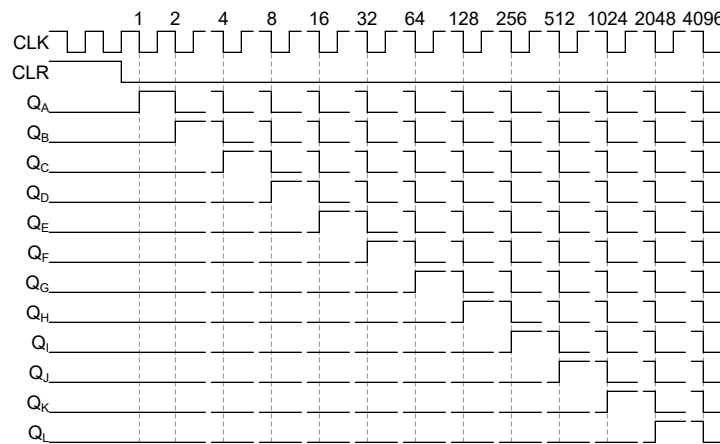 1 2 4 8 16 32 64 128 256 512 1024 2048 4096
CLK
CLR
QA
QB
QC
QD
QE
QF
QG
QH
QI
QJ
QK
QL